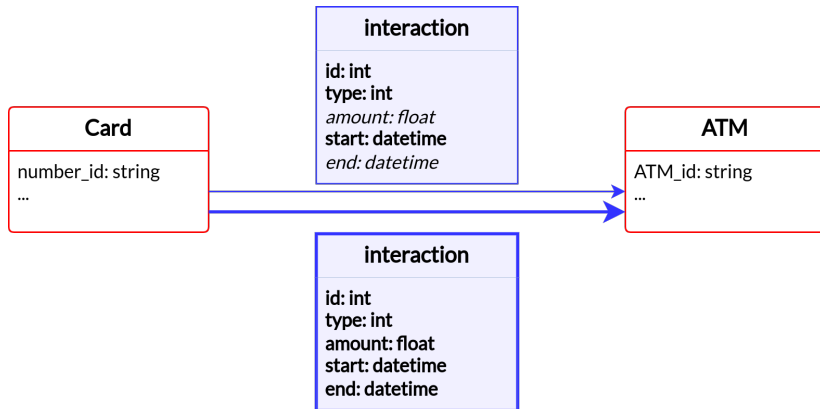 interaction
id: int
type: int
amount: float
start: datetime
end: datetime
Card
number_id: string
...
ATM
ATM_id: string
...
interaction
id: int
type: int
amount: float
start: datetime
end: datetime